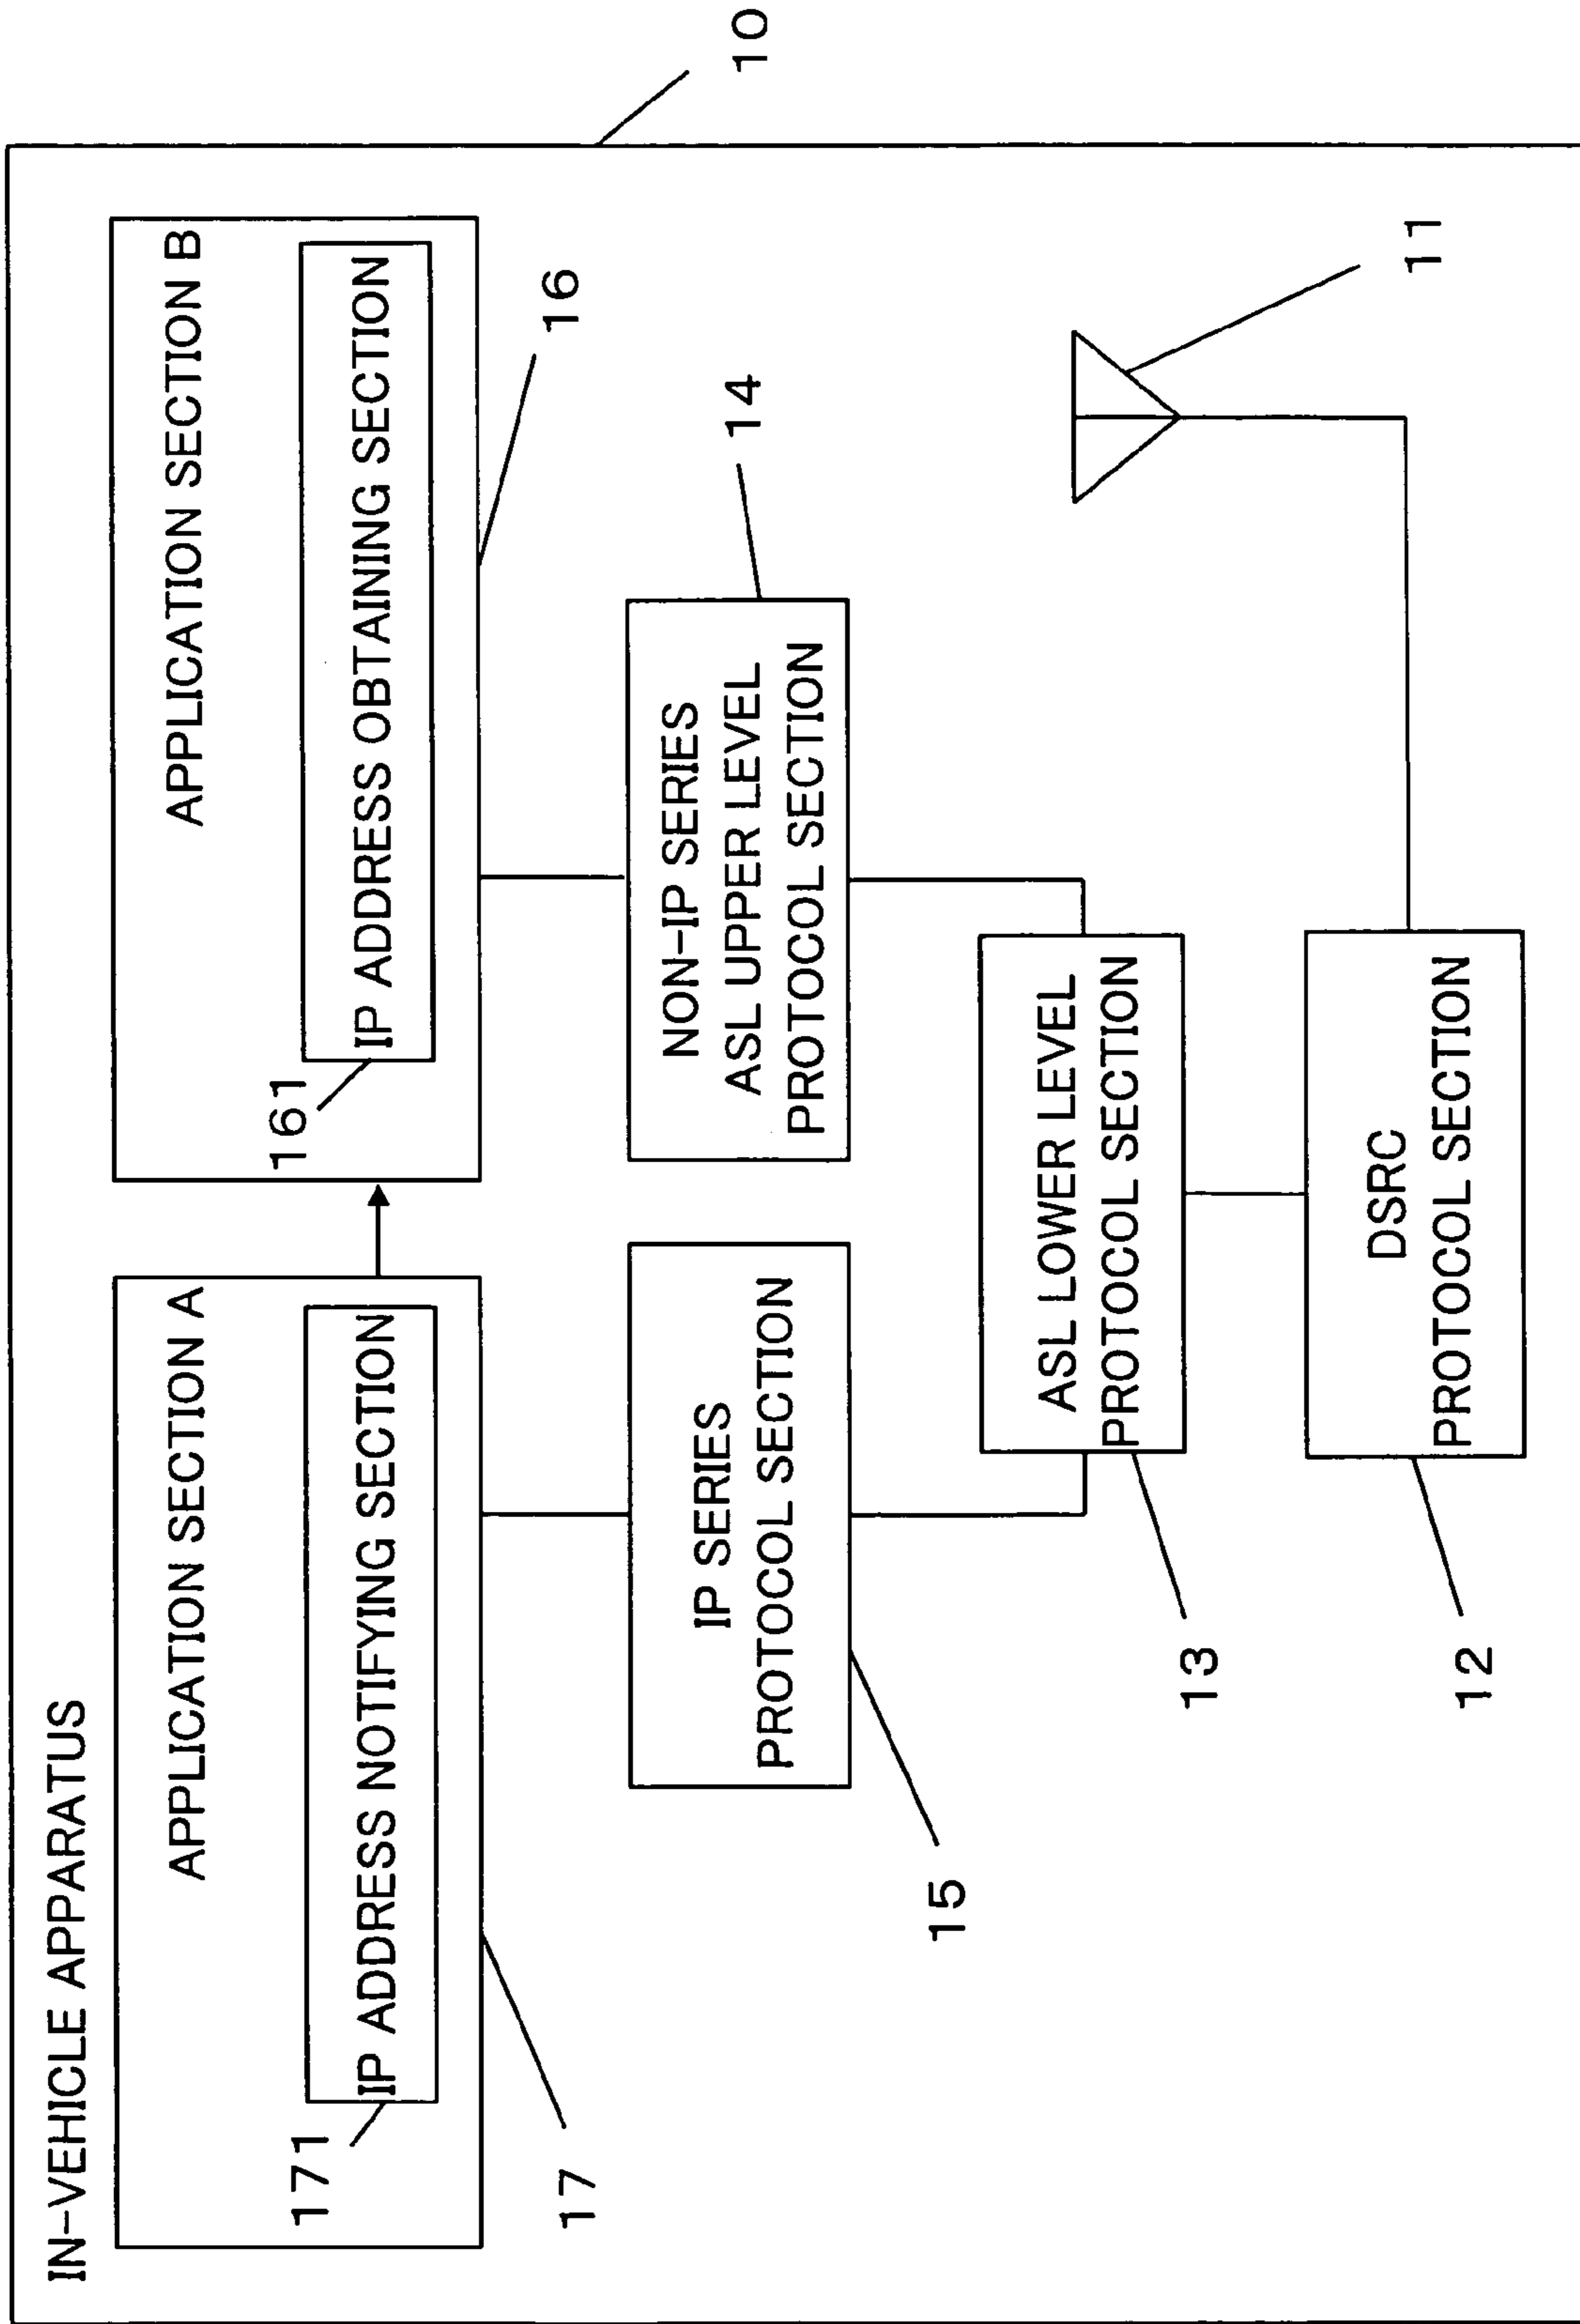 IN-VEHICLE APPARATUS
10
APPLICATION SECTION A
171
IP ADDRESS NOTIFYING SECTION
17
APPLICATION SECTION B
161
IP ADDRESS OBTAINING SECTION
16
IP SERIES
PROTOCOL SECTION
15
NON-IP SERIES
ASL UPPER LEVEL
PROTOCOL SECTION
14
ASL LOWER LEVEL
PROTOCOL SECTION
13
11
DSRC
PROTOCOL SECTION
12